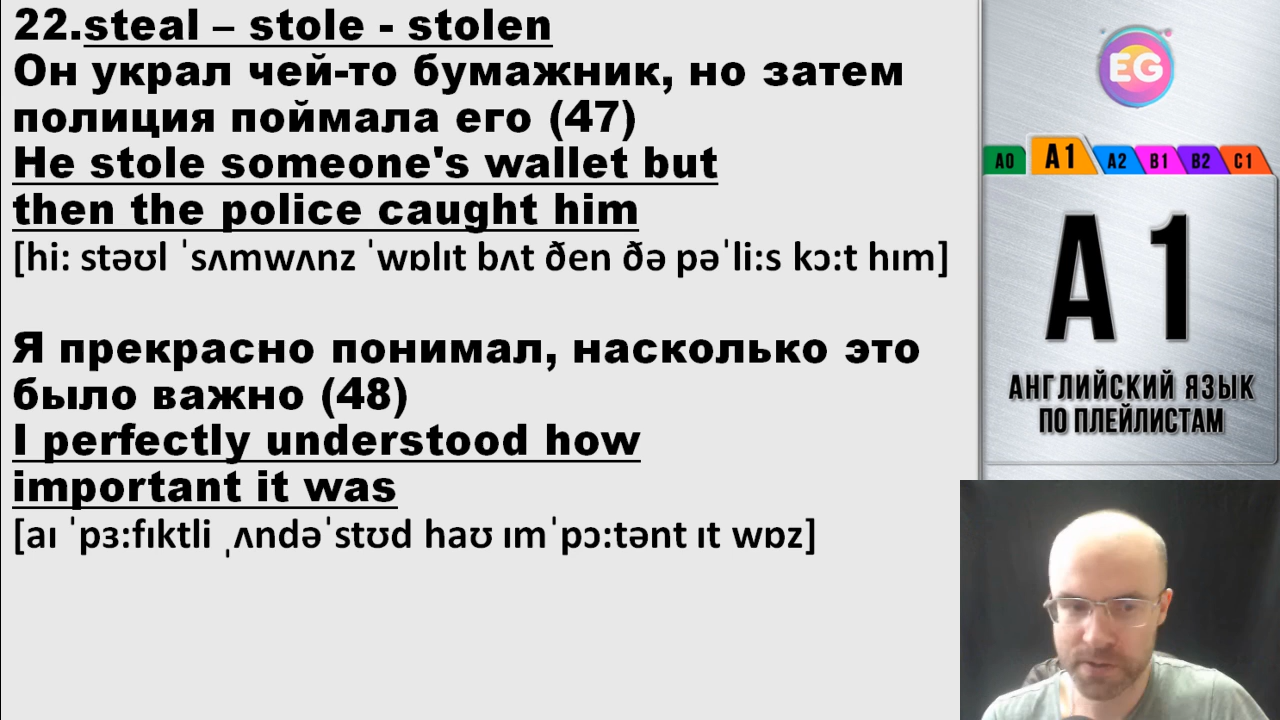 22.steal – stole - stolen
Он украл чей-то бумажник, но затем
полиция поймала его (47)
He stole someone's wallet but
then the police caught him
[hi: stəʊl ˈsʌmwʌnz ˈwɒlɪt bʌt ðen ðə pəˈli:s kɔ:t hɪm]
Я прекрасно понимал, насколько это
было важно (48)
I perfectly understood how
important it was
[aɪ ˈpɜ:fɪktli ˌʌndəˈstʊd haʊ ɪmˈpɔ:tənt ɪt wɒz]
EG
A0 A1 A2 B1 B2 C1
A1
АНГЛИЙСКИЙ ЯЗЫК
ПО ПЛЕЙЛИСТАМ